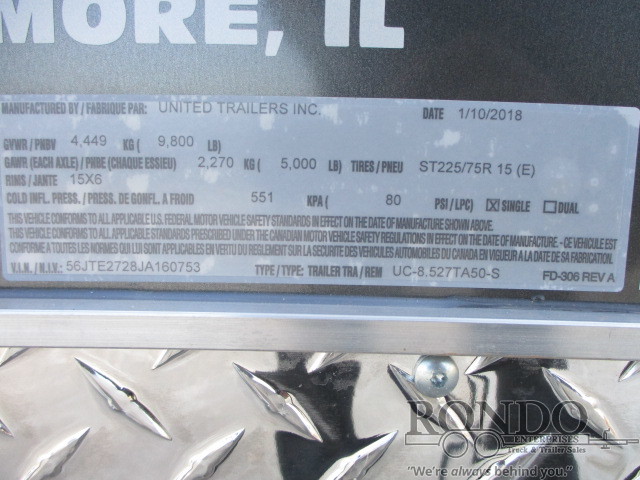 MORE, IL
MANUFACTURED BY / FABRIQUE PAR: UNITED TRAILERS INC. DATE 1/10/2018
GVWR / PNBV 4,449 KG ( 9,800 LB)
GAWR (EACH AXLE) / PNBE (CHAQUE ESSIEU) 2,270 KG ( 5,000 LB) TIRES / PNEU ST225/75R 15 (E)
RIMS / JANTE 15X6
COLD INFL. PRESS. / PRESS. DE GONFL. A FROID 551 KPA ( 80 PSI / LPC) ☒ SINGLE ☐ DUAL
THIS VEHICLE CONFORMS TO ALL APPLICABLE U.S. FEDERAL MOTOR VEHICLE SAFETY STANDARDS IN EFFECT ON THE DATE OF MANUFACTURE SHOWN ABOVE.
THIS VEHICLE CONFORMS TO ALL APPLICABLE STANDARDS PRESCRIBED UNDER THE CANADIAN MOTOR VEHICLE SAFETY REGULATIONS IN EFFECT ON THE DATE OF
MANUFACTURE / CE VEHICULE EST CONFORME A TOUTES LES NORMES QUI LUI SONT APPLICABLES EN VERTU DU REGLEMENT SUR LA SECURITE DES VEHICULES AUTOMOBILES DU CANADA EN VIGUEUR A LA
DATE DE SA FABRICATION.
V.I.N. / N.I.V. 56JTE2728JA160753 TYPE / TYPE: TRAILER TRA / REM UC-8.527TA50-S FD-306 REV A
RONDO
ENTERPRISES
Truck & Trailer Sales
"We're always behind you."